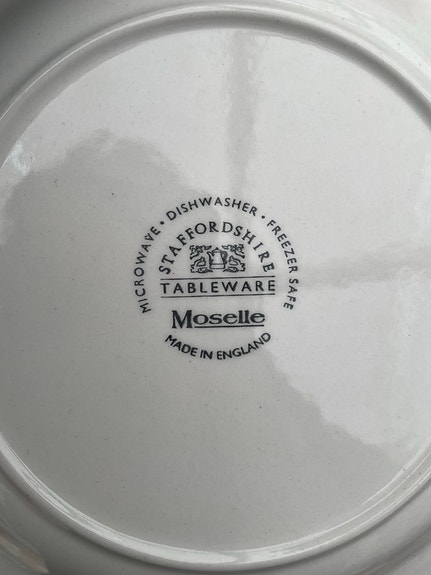 MICROWAVE • DISHWASHER • FREEZER SAFE
STAFFORDSHIRE
TABLEWARE
Moselle
MADE IN ENGLAND